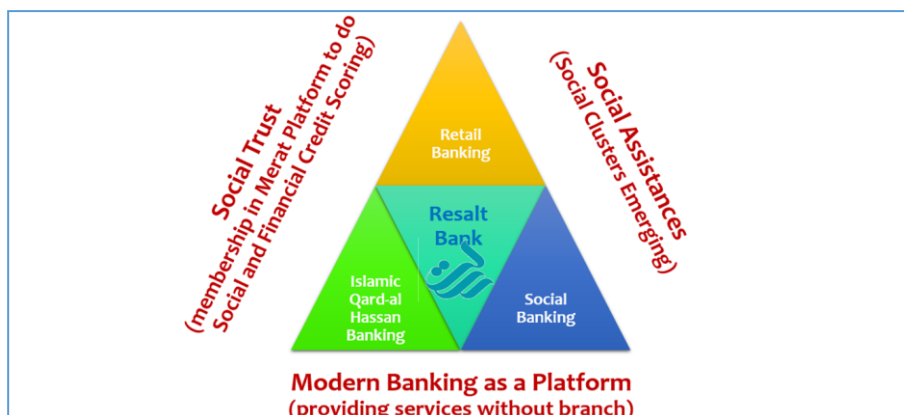 Social Trust
(membership in Merat Platform to do
Social and Financial Credit Scoring)
Social Assistances
(Social Clusters Emerging)
Retail
Banking
Resalt
Bank
Islamic
Qard-al
Hassan
Banking
Social
Banking
Modern Banking as a Platform
(providing services without branch)